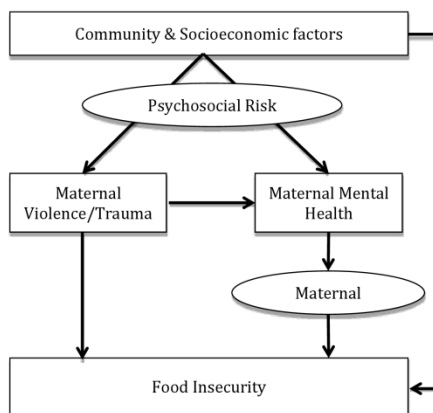 Community & Socioeconomic factors
Psychosocial Risk
Maternal
Violence/Trauma
Maternal Mental
Health
Maternal
Food Insecurity